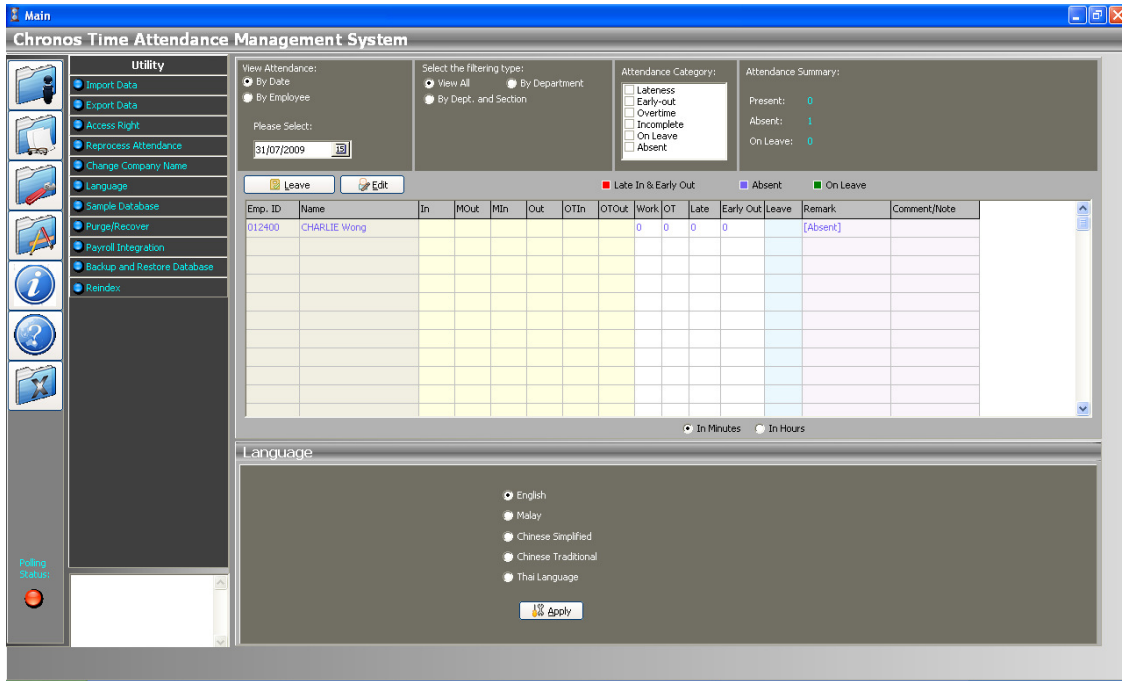 Main
Chronos Time Attendance Management System
Utility
Import Data
Export Data
Access Right
Reprocess Attendance
Change Company Name
Language
Sample Database
Purge/Recover
Payroll Integration
Backup and Restore Database
Reindex
Polling
Status:
View Attendance:
By Date
By Employee
Please Select:
31/07/2009 15
Select the filtering type:
View All By Department
By Dept. and Section
Attendance Category:
Lateness
Early-out
Overtime
Incomplete
On Leave
Absent
Attendance Summary:
Present: 0
Absent: 1
On Leave: 0
Leave Edit Late In & Early Out Absent On Leave
Emp. ID Name In MOut MIn Out OTIn OTOut Work OT Late Early Out Leave Remark Comment/Note
012400 CHARLIE Wong 0 0 0 0 [Absent]
In Minutes In Hours
Language
English
Malay
Chinese Simplified
Chinese Traditional
Thai Language
Apply